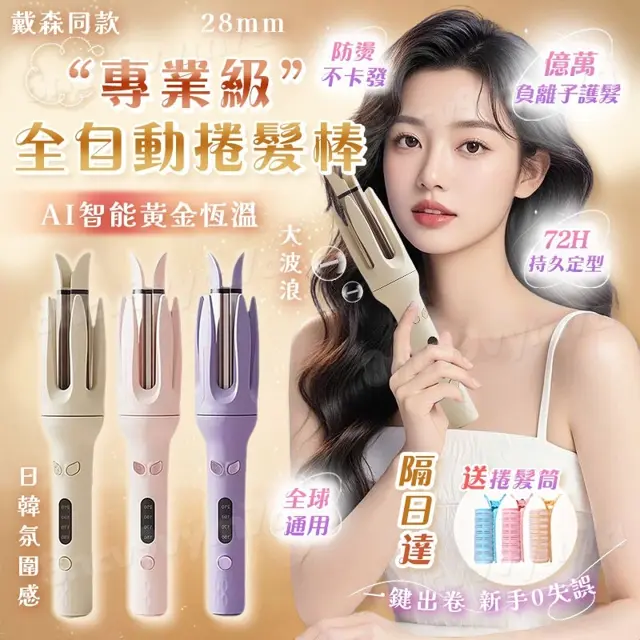 戴森同款
28mm
“專業級”
全自動捲髮棒
AI智能黃金恆溫
防燙
不卡發
億萬
負離子護髮
72H
持久定型
大波浪
日韓氛圍感
全球
通用
隔日達
送捲髮筒
一鍵出卷 新手0失誤